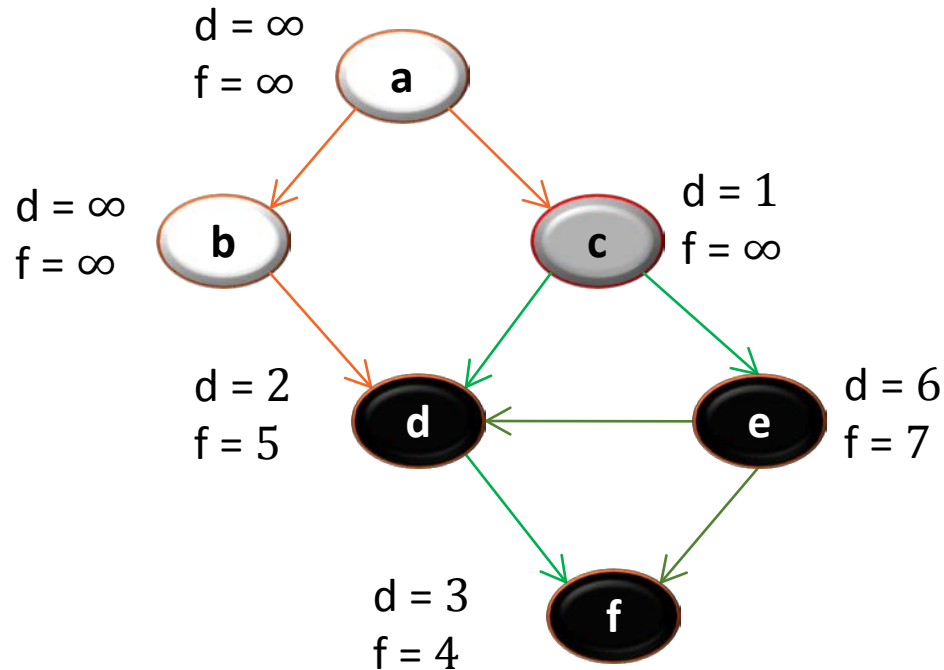 d = ∞
f = ∞
a
d = ∞
f = ∞
b
c
d = 1
f = ∞
d = 2
f = 5
d
e
d = 6
f = 7
d = 3
f = 4
f